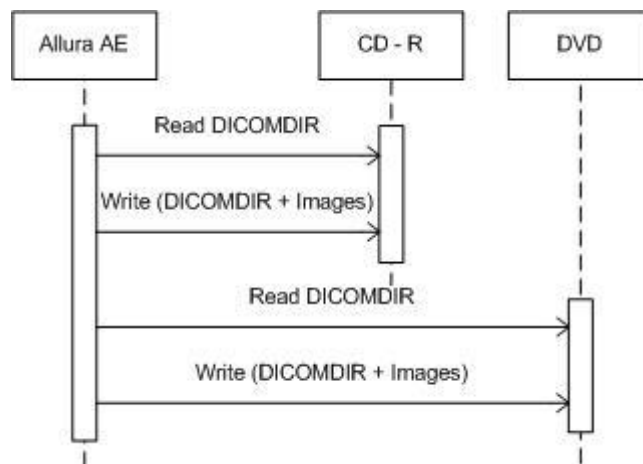 Allura AE
CD - R
DVD
Read DICOMDIR
Write (DICOMDIR + Images)
Read DICOMDIR
Write (DICOMDIR + Images)